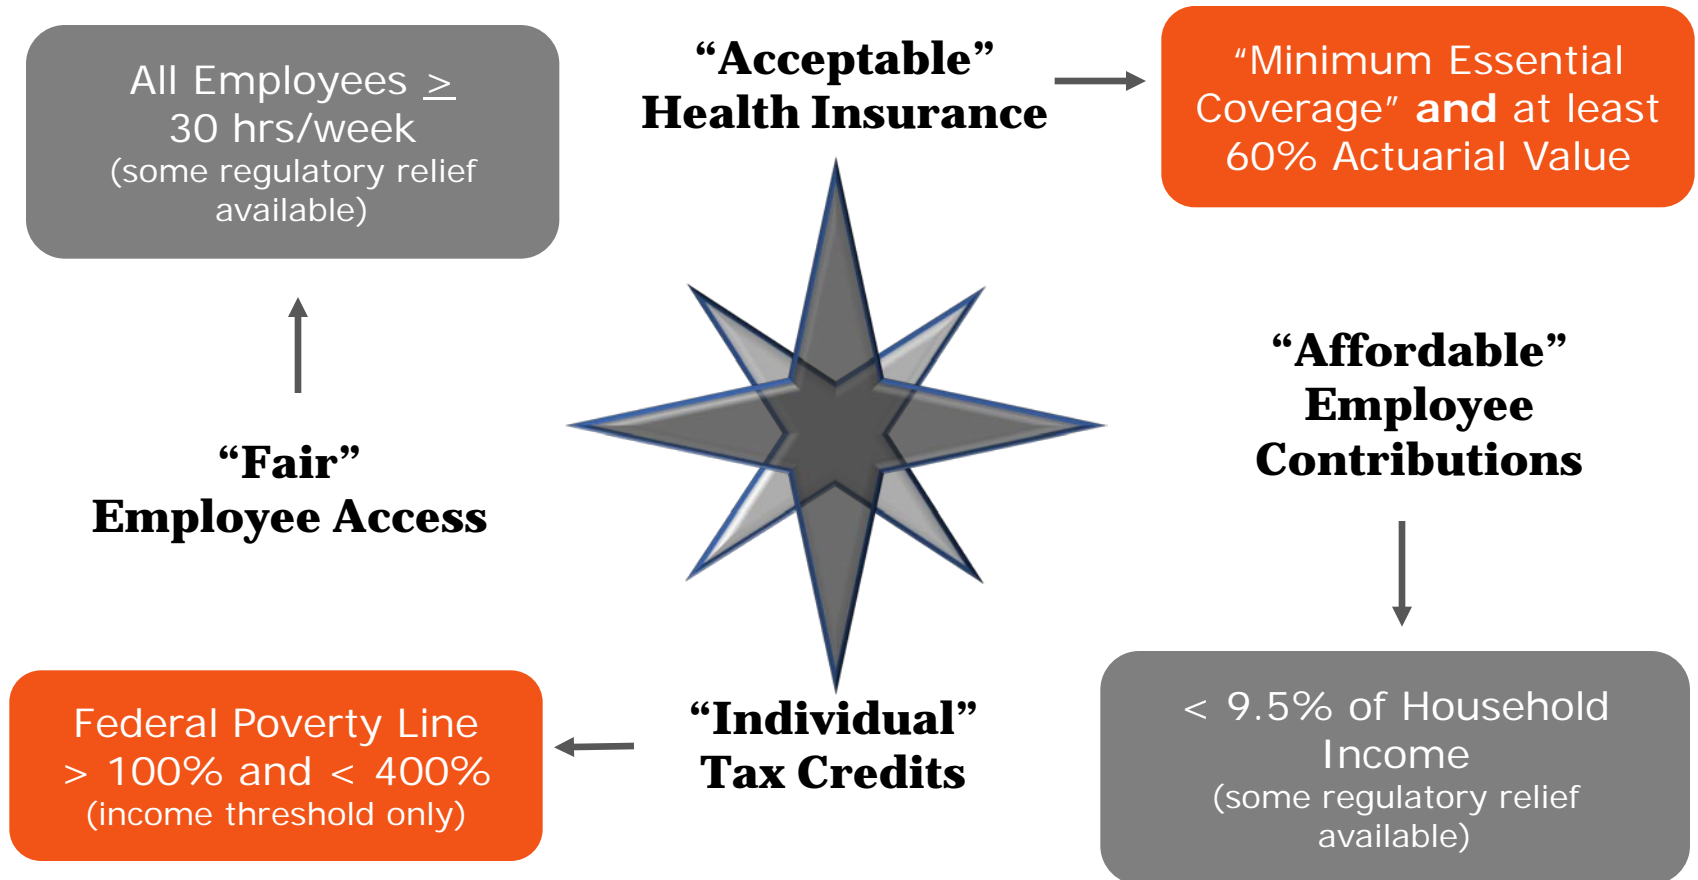 All Employees ≥
30 hrs/week
(some regulatory relief
available)
“Acceptable”
Health Insurance
“Minimum Essential
Coverage” and at least
60% Actuarial Value
“Fair”
Employee Access
“Affordable”
Employee
Contributions
Federal Poverty Line
> 100% and < 400%
(income threshold only)
“Individual”
Tax Credits
< 9.5% of Household
Income
(some regulatory relief
available)